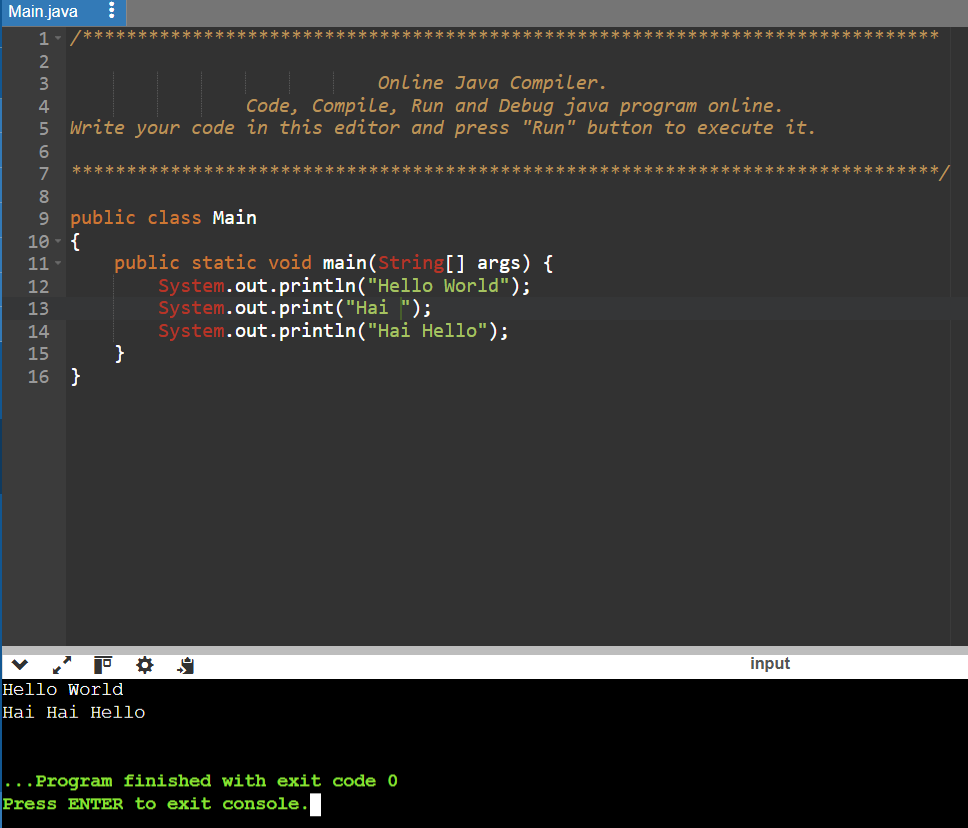 Main.java
1 /******************************************************************************
2
3 Online Java Compiler.
4 Code, Compile, Run and Debug java program online.
5 Write your code in this editor and press "Run" button to execute it.
6
7 *******************************************************************************/
8
9 public class Main
10 {
11     public static void main(String[] args) {
12         System.out.println("Hello World");
13         System.out.print("Hai ");
14         System.out.println("Hai Hello");
15     }
16 }
input
Hello World
Hai Hai Hello
...Program finished with exit code 0
Press ENTER to exit console.